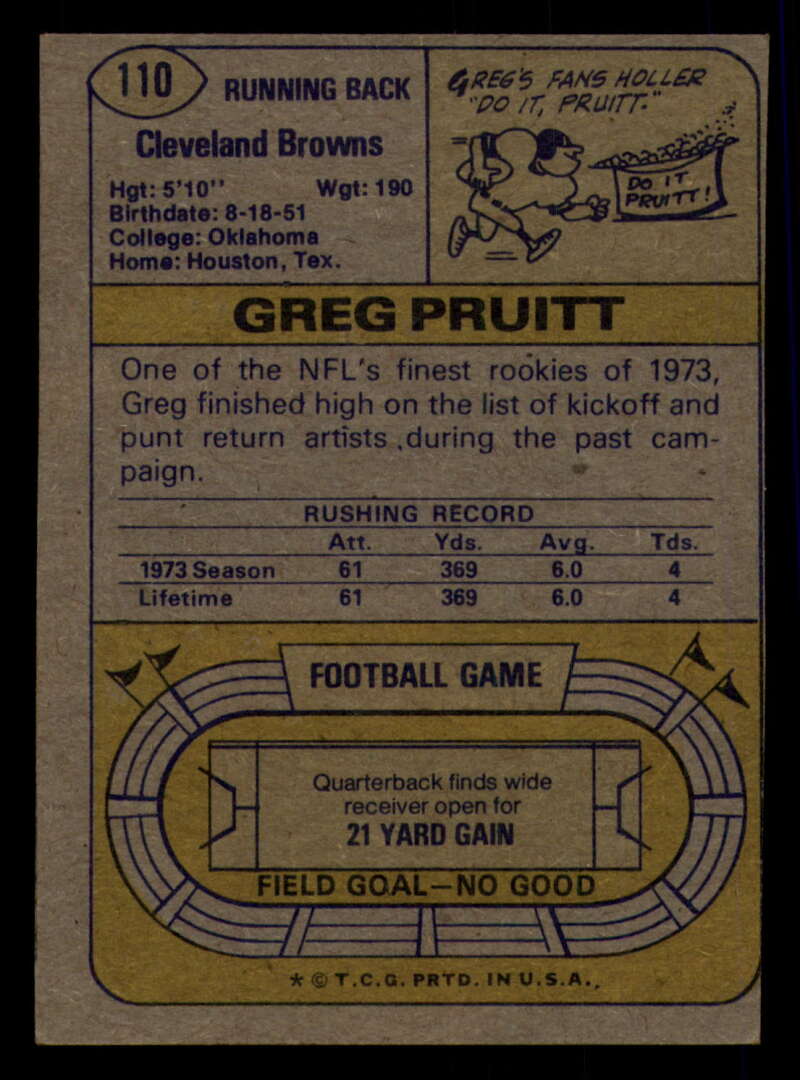 110
RUNNING BACK
Cleveland Browns
Hgt: 5'10" Wgt: 190
Birthdate: 8-18-51
College: Oklahoma
Home: Houston, Tex.
GREG'S FANS HOLLER
"DO IT, PRUITT."
DO IT
PRUITT!
GREG PRUITT
One of the NFL's finest rookies of 1973,
Greg finished high on the list of kickoff and
punt return artists during the past cam-
paign.
RUSHING RECORD
Att. Yds. Avg. Tds.
1973 Season 61 369 6.0 4
Lifetime 61 369 6.0 4
FOOTBALL GAME
Quarterback finds wide
receiver open for
21 YARD GAIN
FIELD GOAL—NO GOOD
* © T.C.G. PRTD. IN U.S.A.